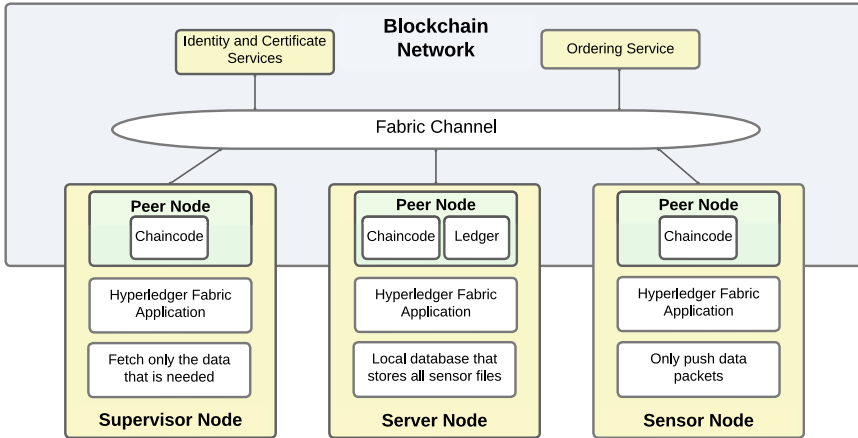 Blockchain
Network
Identity and Certificate
Services
Ordering Service
Fabric Channel
Peer Node
Chaincode
Hyperledger Fabric
Application
Fetch only the data
that is needed
Supervisor Node
Peer Node
Chaincode
Ledger
Hyperledger Fabric
Application
Local database that
stores all sensor files
Server Node
Peer Node
Chaincode
Hyperledger Fabric
Application
Only push data
packets
Sensor Node